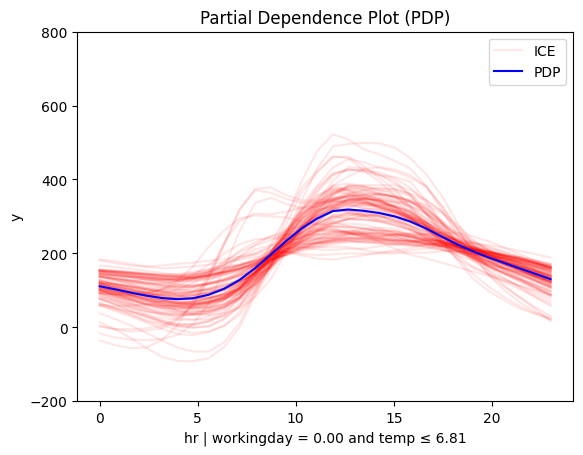 Partial Dependence Plot (PDP)
800
600
400
200
0
−200
y
ICE
PDP
0
5
10
15
20
hr | workingday = 0.00 and temp ≤ 6.81